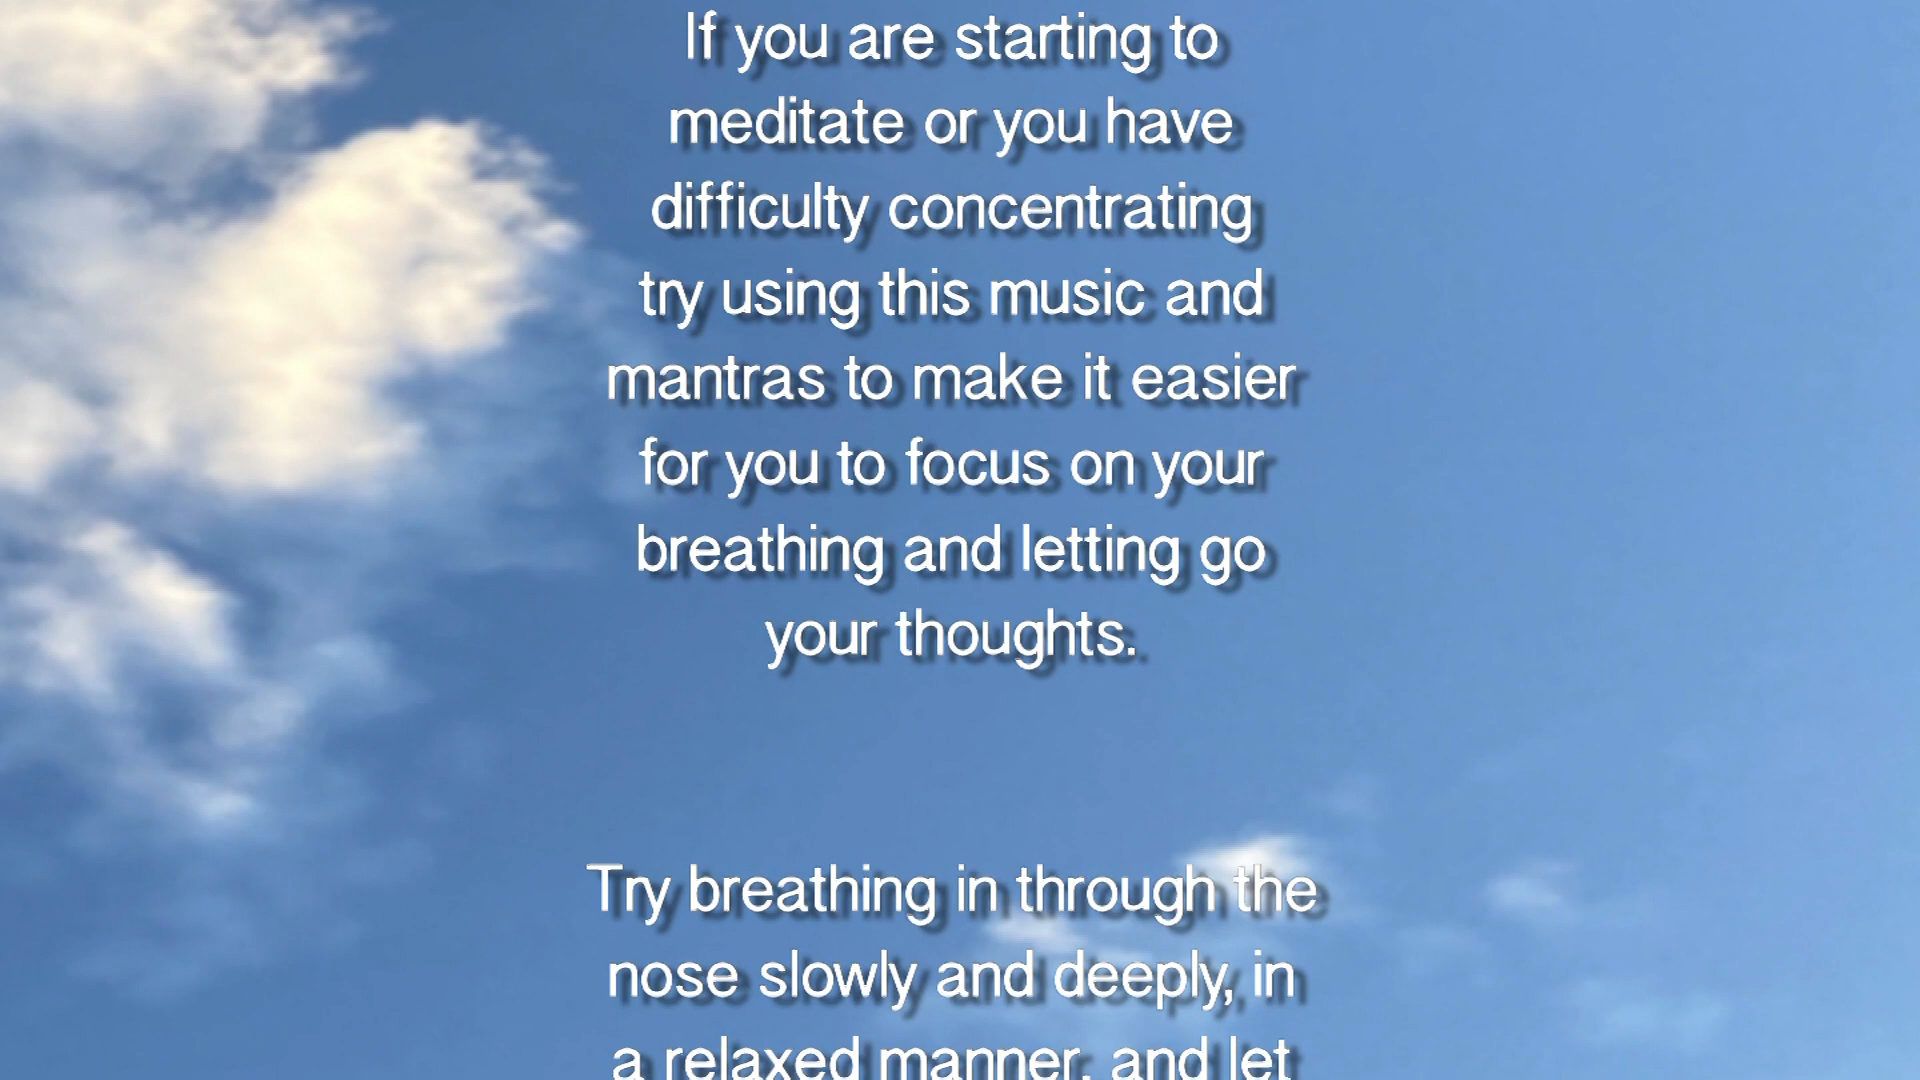 If you are starting to
meditate or you have
difficulty concentrating
try using this music and
mantras to make it easier
for you to focus on your
breathing and letting go
your thoughts.
Try breathing in through the
nose slowly and deeply, in
a relaxed manner, and let